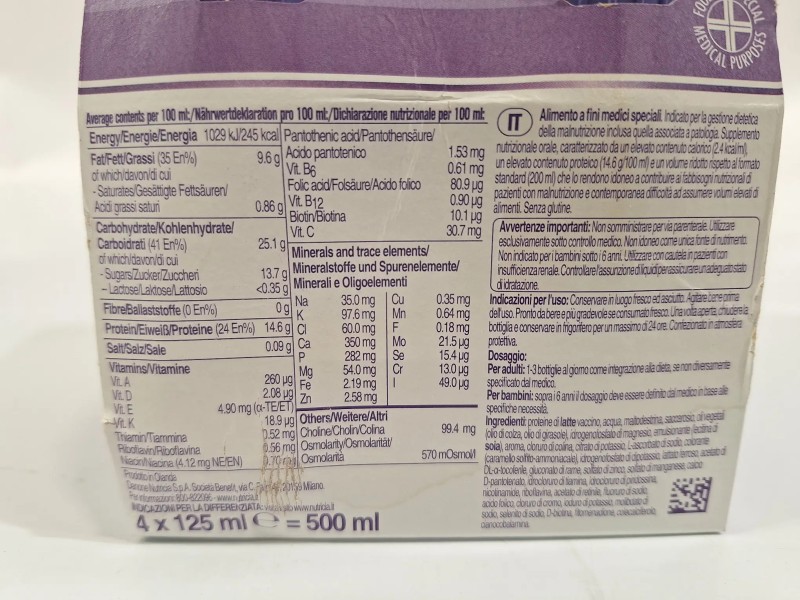 FOOD
SPECIAL
MEDICAL PURPOSES
Average contents per 100 ml:/Nährwertdeklaration pro 100 ml:/Dichiarazione nutrizionale per 100 ml:
Energy/Energie/Energia 1029 kJ/245 kcal
Fat/Fett/Grassi (35 En%) 9.6 g
of which/davon/di cui
- Saturates/Gesättigte Fettsäuren/
Acidi grassi saturi 0.86 g
Carbohydrate/Kohlenhydrate/
Carboidrati (41 En%) 25.1 g
of which/davon/di cui
- Sugars/Zucker/Zuccheri 13.7 g
- Lactose/Laktose/Lattosio <0.35 g
Fibre/Ballaststoffe (0 En%) 0 g
Protein/Eiweiß/Proteine (24 En%) 14.6 g
Salt/Salz/Sale 0.09 g
Vitamins/Vitamine
Vit. A 260 µg
Vit. D 2.08 µg
Vit. E 4.90 mg (α-TE/ET)
Vit. K 18.9 µg
Thiamin/Tiammina 0.52 mg
Riboflavin/Riboflavina 0.56 mg
Niacin/Niacina (4.12 mg NE/EN) 0.70 mg
Pantothenic acid/Pantothensäure/
Acido pantotenico 1.53 mg
Vit. B6 0.61 mg
Folic acid/Folsäure/Acido folico 80.9 µg
Vit. B12 0.90 µg
Biotin/Biotina 10.1 µg
Vit. C 30.7 mg
Minerals and trace elements/
Mineralstoffe und Spurenelemente/
Minerali e Oligoelementi
Na 35.0 mg Cu 0.35 mg
K 97.6 mg Mn 0.64 mg
Cl 60.0 mg F 0.18 mg
Ca 350 mg Mo 21.5 µg
P 282 mg Se 15.4 µg
Mg 54.0 mg Cr 13.0 µg
Fe 2.19 mg I 49.0 µg
Zn 2.58 mg
Others/Weitere/Altri
Choline/Cholin/Colina 99.4 mg
Osmolarity/Osmolarität/
Osmolarità 570 mOsmol/l
Prodotto in Olanda
Danone Nutricia S.p.A. Società Benefit, via C. 20159 Milano.
Per informazioni: 800-822096 - www.nutricia.it
INDICAZIONI PER LA DIFFERENZIATA: www.nutricia.it
4 x 125 ml e = 500 ml
IT Alimento a fini medici speciali. Indicato per la gestione dietetica
della malnutrizione inclusa quella associata a patologia. Supplemento
nutrizionale orale, caratterizzato da un elevato contenuto calorico (2.4 kcal/ml),
un elevato contenuto proteico (14.6 g/100 ml) e un volume ridotto rispetto al formato
standard (200 ml) che lo rendono idoneo a contribuire ai fabbisogni nutrizionali di
pazienti con malnutrizione e contemporanea difficoltà ad assumere volumi elevati di
alimenti. Senza glutine.
Avvertenze importanti: Non somministrare per via parenterale. Utilizzare
esclusivamente sotto controllo medico. Non idoneo come unica fonte di nutrimento.
Non indicato per i bambini sotto i 6 anni. Utilizzare con cautela in pazienti con
insufficienza renale. Controllare l'assunzione di liquidi per assicurare un adeguato stato
di idratazione.
Indicazioni per l'uso: Conservare in luogo fresco ed asciutto. Agitare bene prima
dell'uso. Pronto da bere e più gradevole se consumato fresco. Una volta aperta, chiudere la
bottiglia e conservare in frigorifero per un massimo di 24 ore. Confezionato in atmosfera
protettiva.
Dosaggio:
Per adulti: 1-3 bottiglie al giorno come integrazione alla dieta, se non diversamente
specificato dal medico.
Per bambini: sopra i 6 anni il dosaggio deve essere definito dal medico in base alle
specifiche necessità.
Ingredienti: proteine di latte vaccino, acqua, maltodestrina, saccarosio, oli vegetali
(olio di colza, olio di girasole), idrogenofosfato di magnesio, emulsionante (lecitina di
soia), aroma, cloruro di colina, citrato di potassio, L-ascorbato di sodio, colorante
(caramello solfito-ammoniacale), idrogenofosfato di dipotassio, lattato ferroso, acetato di
DL-α-tocoferile, gluconato di rame, solfato di zinco, solfato di manganese, calcio
D-pantotenato, cloridrato di tiamina, cloridrato di piridossina,
nicotinamide, riboflavina, acetato di retinile, fluoruro di sodio,
acido folico, cloruro di cromo, ioduro di potassio, molibdato di
sodio, selenito di sodio, D-biotina, fitomenadione, colecalciferolo,
cianocobalamina.